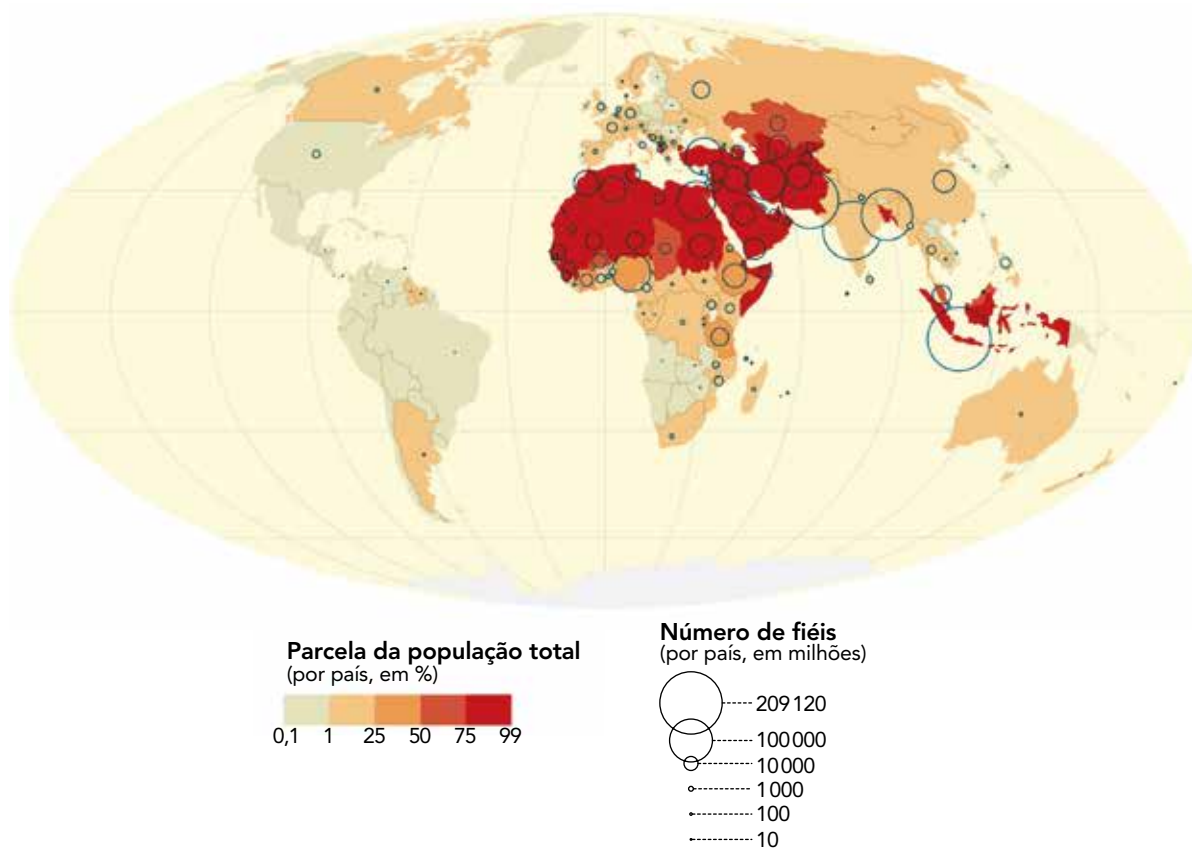 Parcela da população total
(por país, em %)
0,1 1 25 50 75 99
Número de fiéis
(por país, em milhões)
209 120
100 000
10 000
1 000
100
10